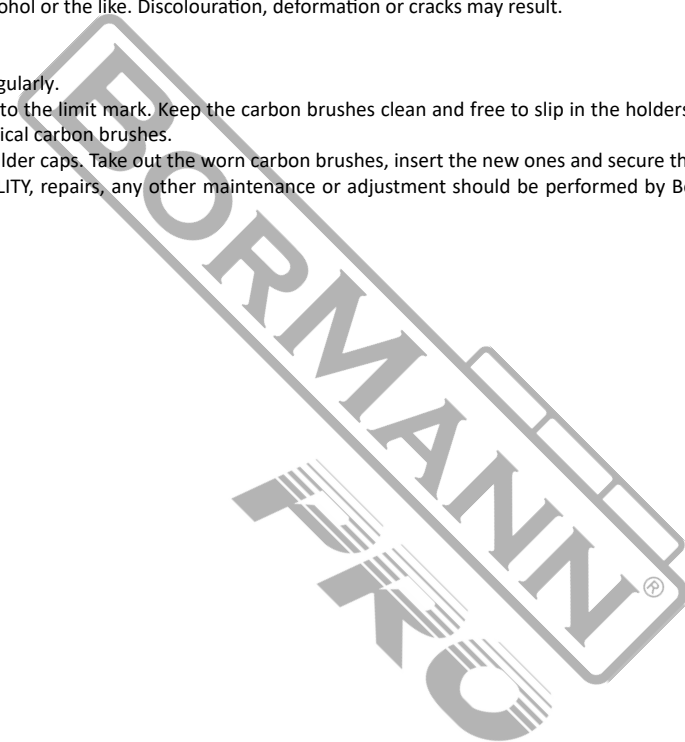 ohol or the like. Discolouration, deformation or cracks may result.
gularly.
to the limit mark. Keep the carbon brushes clean and free to slip in the holders
ical carbon brushes.
lder caps. Take out the worn carbon brushes, insert the new ones and secure th
LITY, repairs, any other maintenance or adjustment should be performed by B
BORMANN®
PRO